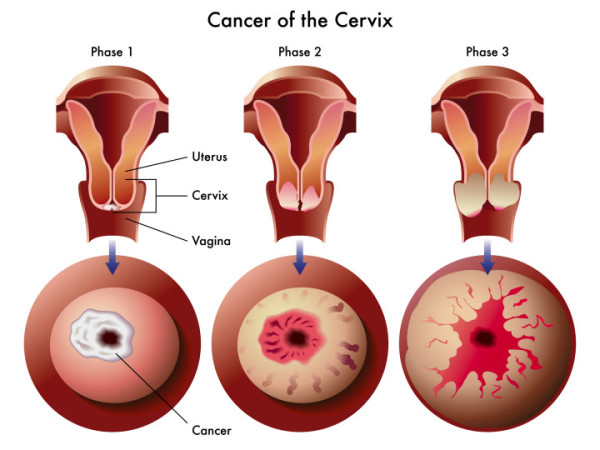 Cancer of the Cervix
Phase 1
Phase 2
Phase 3
Uterus
Cervix
Vagina
Cancer